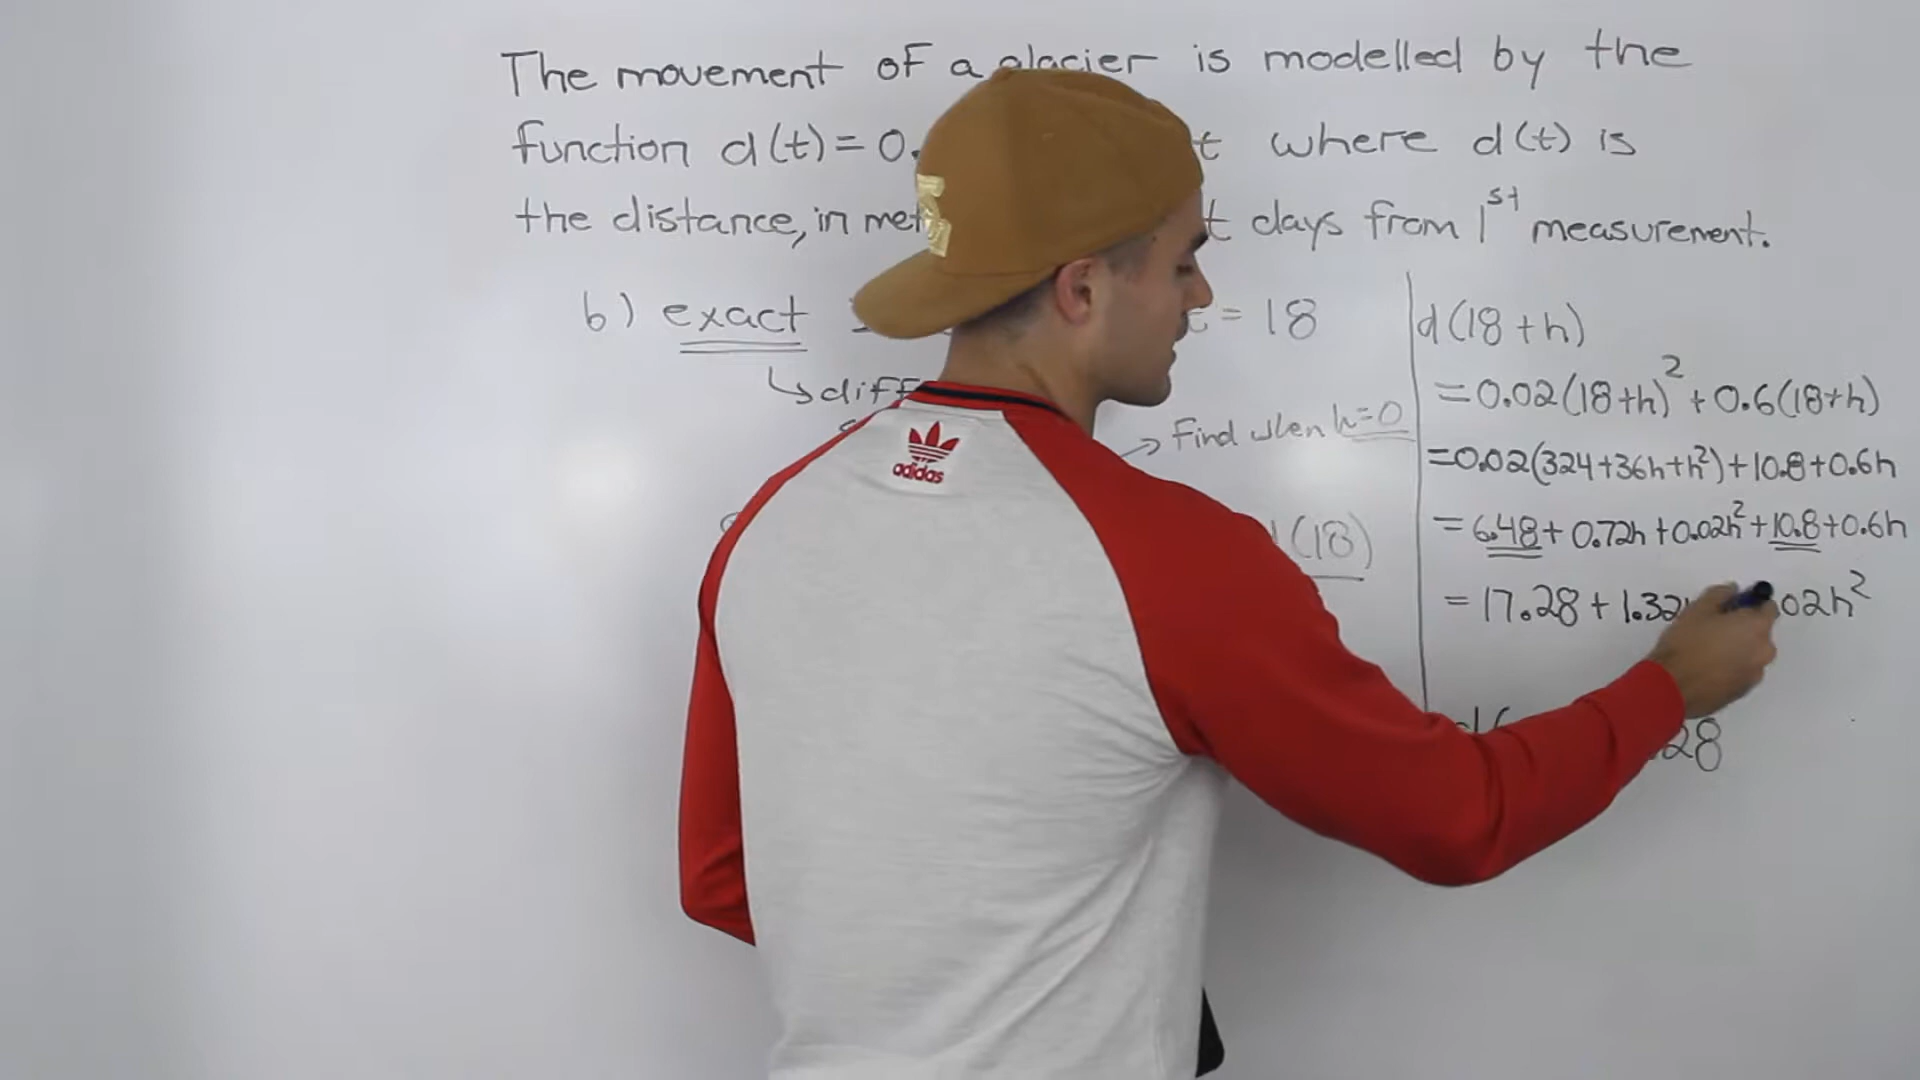 The movement of a glacier is modelled by the
function d(t) = 0. t where d(t) is
the distance, in t days from 1st measurement.
b) exact = 18
↳ diff
→ Find when h=0
(18)
adidas
d(18+h)
= 0.02(18+h)² + 0.6(18+h)
= 0.02(324+36h+h²)+10.8+0.6h
= 6.48 + 0.72h + 0.02h² + 10.8 + 0.6h
= 17.28 + 1.32 02h²
28